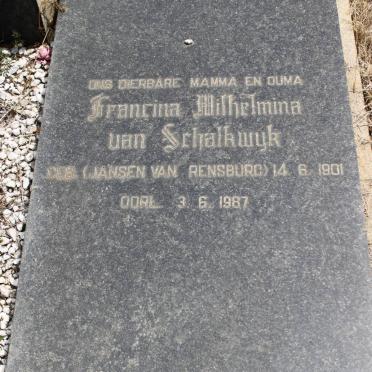 ONS DIERBARE MAMMA EN OUMA
Francina Wilhelmina
van Schalkwyk
GEB. (JANSEN VAN RENSBURG) 14. 6. 1901
OORL. 3. 6. 1987